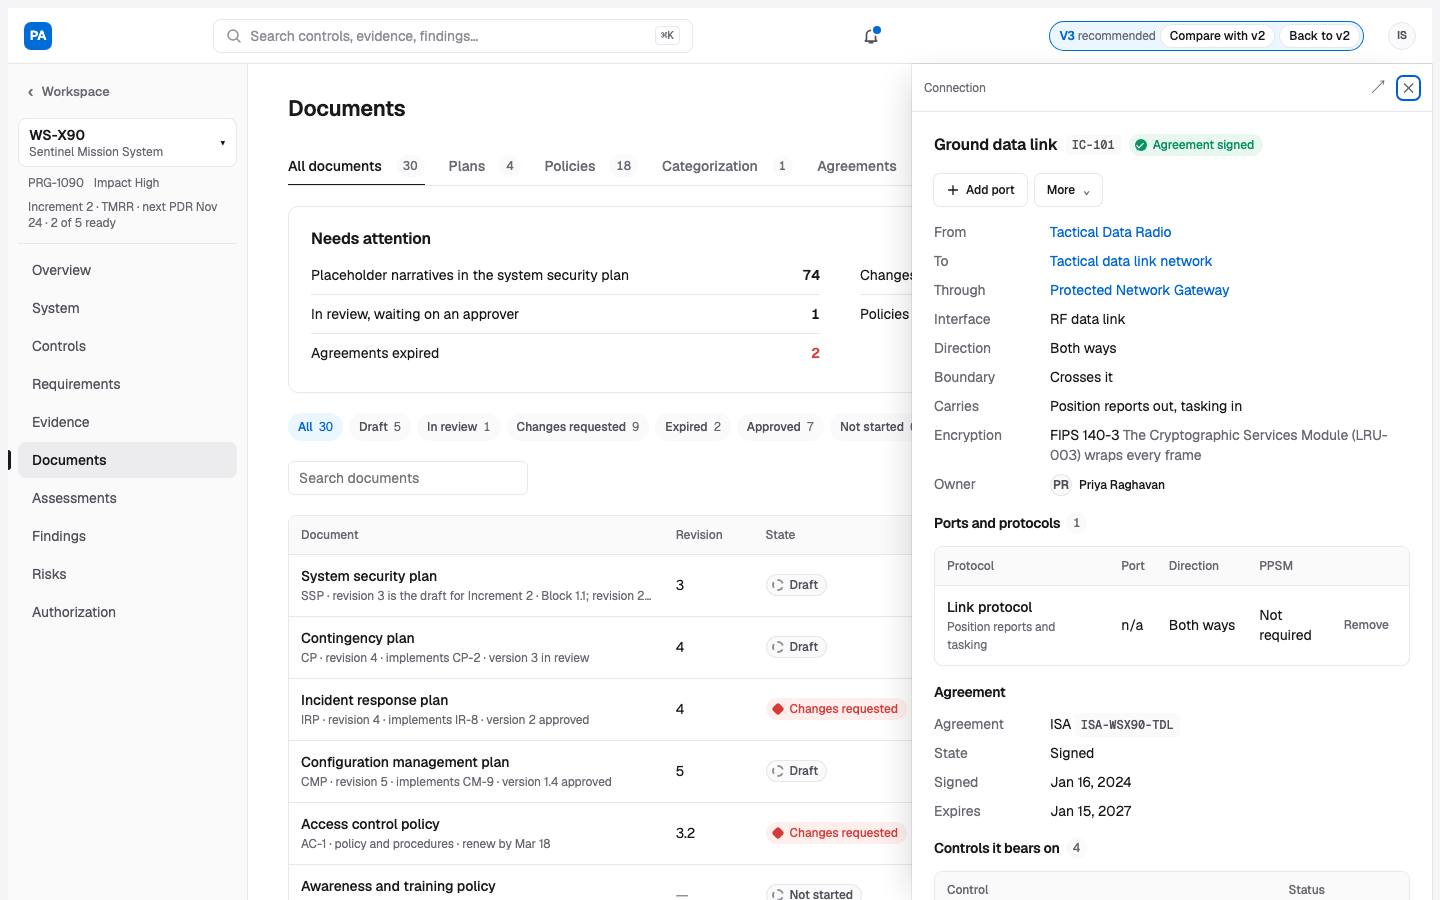 PA
Search controls, evidence, findings...
⌘K
V3 recommended
Compare with v2
Back to v2
IS
Workspace
WS-X90
Sentinel Mission System
PRG-1090 Impact High
Increment 2 · TMRR · next PDR Nov
24 · 2 of 5 ready
Overview
System
Controls
Requirements
Evidence
Documents
Assessments
Findings
Risks
Authorization
Documents
All documents 30
Plans 4
Policies 18
Categorization 1
Agreements
Needs attention
Placeholder narratives in the system security plan 74
In review, waiting on an approver 1
Agreements expired 2
Changes
Policies
All 30
Draft 5
In review 1
Changes requested 9
Expired 2
Approved 7
Not started
Search documents
Document Revision State
System security plan
SSP · revision 3 is the draft for Increment 2 · Block 1.1; revision 2...
3
Draft
Contingency plan
CP · revision 4 · implements CP-2 · version 3 in review
4
Draft
Incident response plan
IRP · revision 4 · implements IR-8 · version 2 approved
4
Changes requested
Configuration management plan
CMP · revision 5 · implements CM-9 · version 1.4 approved
5
Draft
Access control policy
AC-1 · policy and procedures · renew by Mar 18
3.2
Changes requested
Awareness and training policy
—
Not started
Connection
Ground data link IC-101 Agreement signed
Add port
More
From Tactical Data Radio
To Tactical data link network
Through Protected Network Gateway
Interface RF data link
Direction Both ways
Boundary Crosses it
Carries Position reports out, tasking in
Encryption FIPS 140-3 The Cryptographic Services Module (LRU-
003) wraps every frame
Owner PR Priya Raghavan
Ports and protocols 1
Protocol Port Direction PPSM
Link protocol
Position reports and
tasking
n/a
Both ways
Not
required
Remove
Agreement
Agreement ISA ISA-WSX90-TDL
State Signed
Signed Jan 16, 2024
Expires Jan 15, 2027
Controls it bears on 4
Control Status